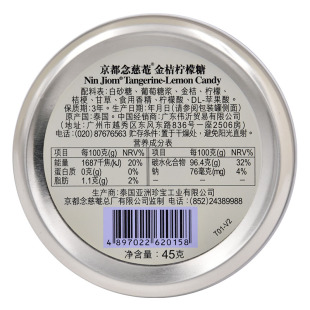 京都念慈菴® 金桔柠檬糖
Nin Jiom® Tangerine-Lemon Candy
配料表：白砂糖、葡萄糖浆、金桔、柠檬、
桔梗、甘草、食用香精、柠檬酸、DL-苹果酸。
保质期：3年。生产日期：年/月/日（请参阅包装罐侧面）
原产国：泰国。中国经销商：广东伟沂贸易有限公司
（地址：广州市越秀区东风东路836号一座2506单元
电话：020）87676563 贮存条件：置于干燥处、避免阳光直射
营养成分表
项目 每100克(g) NRV% 项目 每100克(g) NRV%
能量 1687千焦(kJ) 20% 碳水化合物 96.4克(g) 32%
蛋白质 0克(g) 0% 钠 76毫克(mg) 4%
脂肪 1.1克(g) 2%
生产商：泰国亚洲珍宝工业有限公司
京都念慈菴总厂有限公司监制 电话：(852)24389988
4 897022 620158
T01-V2
净含量：45克